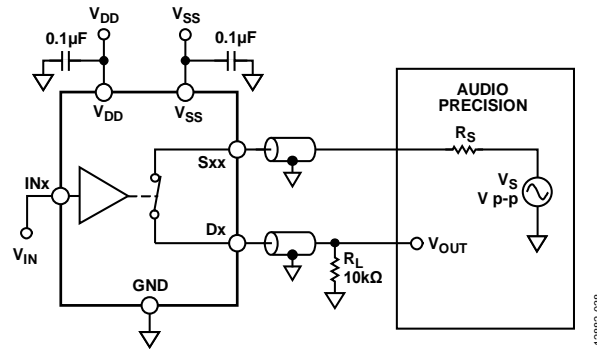 VDD
VSS
0.1µF
0.1µF
VDD
VSS
AUDIO
PRECISION
RS
Sxx
VS
V p-p
INx
Dx
VOUT
VIN
RL
10kΩ
GND